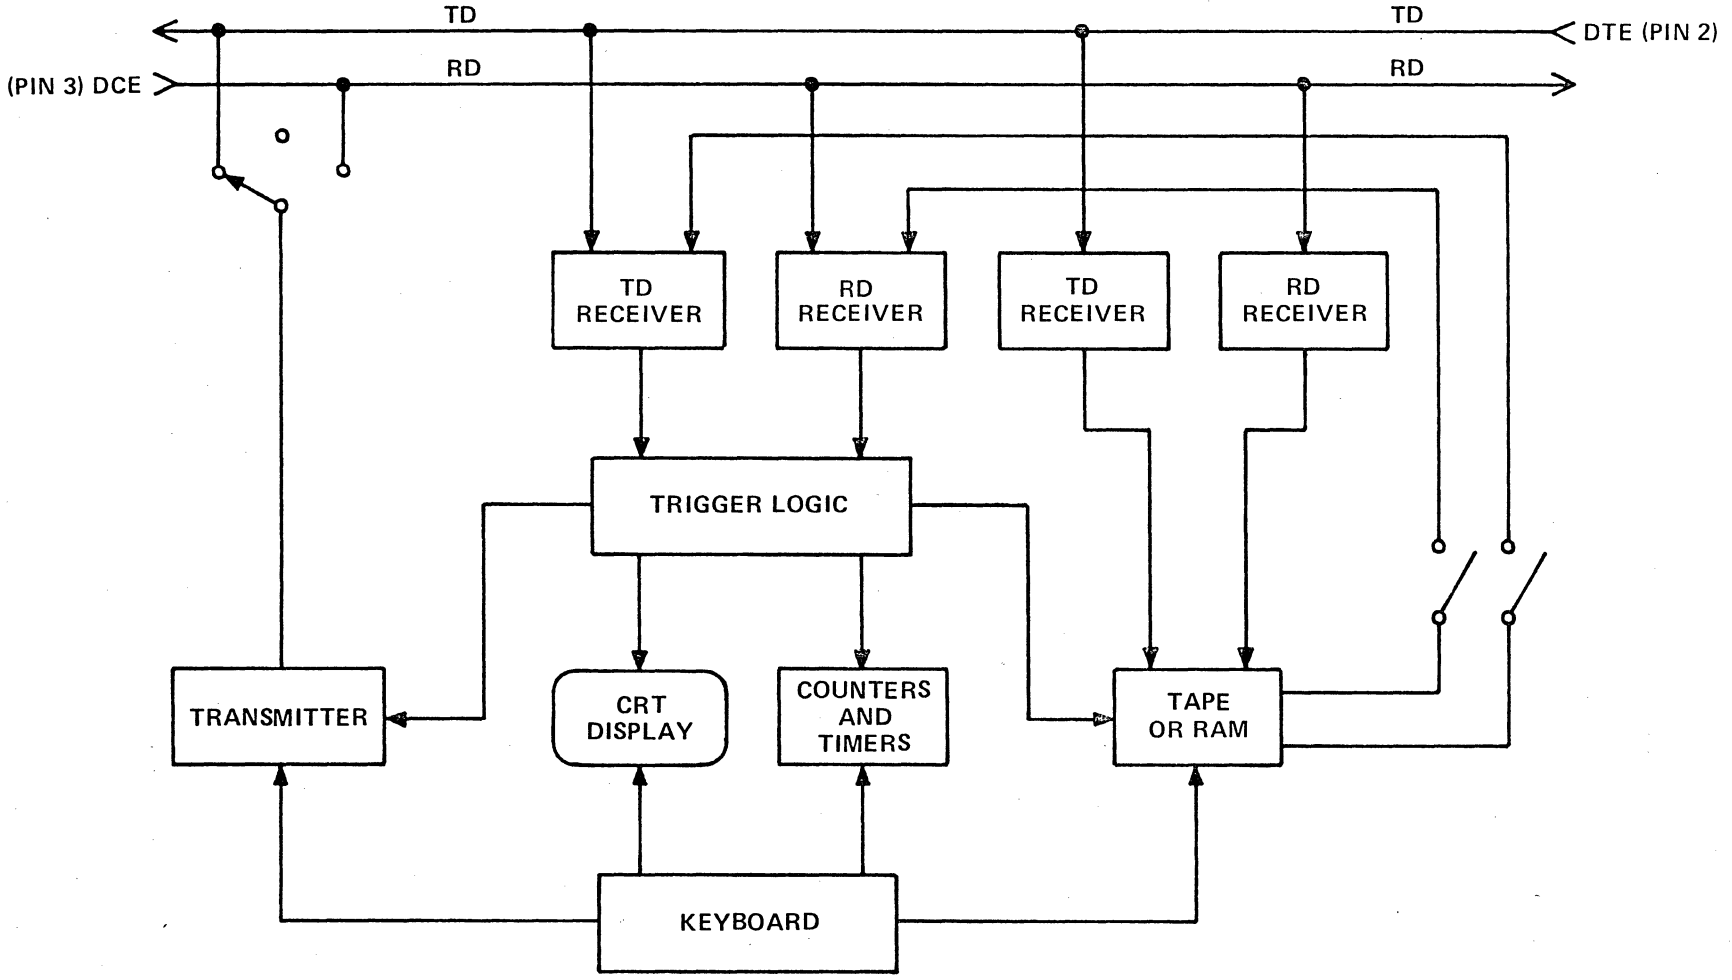 TD
TD
DTE (PIN 2)
(PIN 3) DCE
RD
RD
TD
RECEIVER
RD
RECEIVER
TD
RECEIVER
RD
RECEIVER
TRIGGER LOGIC
TRANSMITTER
CRT
DISPLAY
COUNTERS
AND
TIMERS
TAPE
OR RAM
KEYBOARD